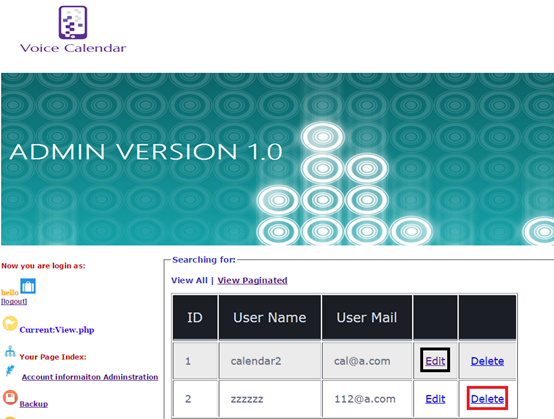 Voice Calendar
ADMIN VERSION 1.0
Now you are login as:
hello
[logout]
Current:View.php
Your Page Index:
Account informaiton Adminstration
Backup
Searching for:
View All | View Paginated
ID User Name User Mail
1 calendar2 cal@a.com Edit Delete
2 zzzzzz 112@a.com Edit Delete